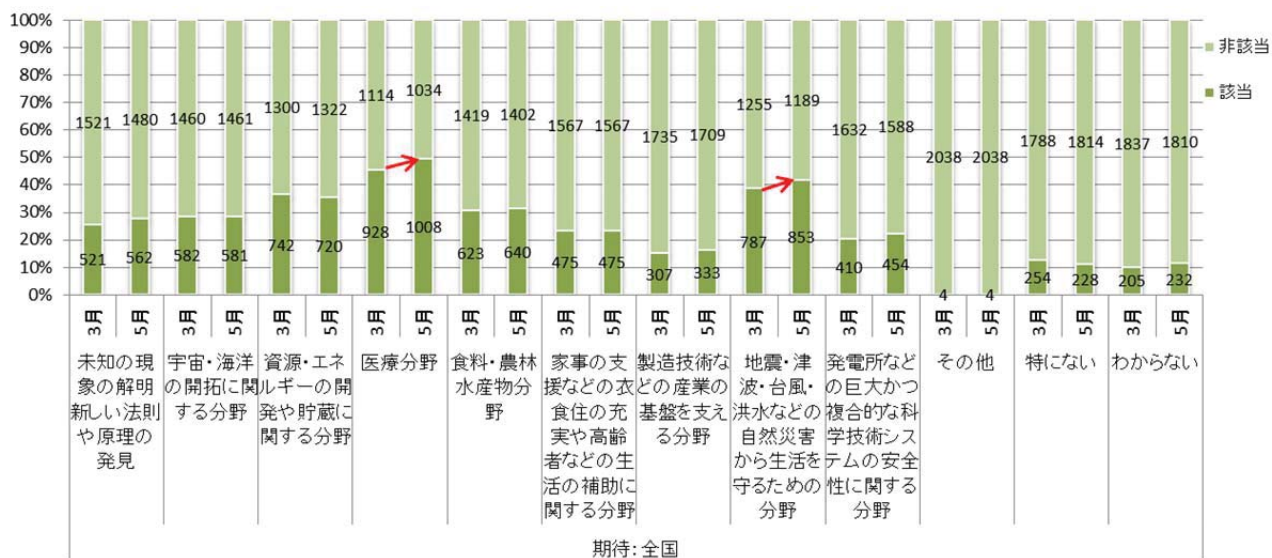 100%
90%
80%
70%
60%
50%
40%
30%
20%
10%
0%
1521 1480 1460 1461 1300 1322 1114 1034 1419 1402 1567 1567 1735 1709 1255 1189 1632 1588 2038 2038 1788 1814 1837 1810
521 562 582 581 742 720 928 1008 623 640 475 475 307 333 787 853 410 454 4 4 254 228 205 232
非該当
該当
3月 5月 3月 5月 3月 5月 3月 5月 3月 5月 3月 5月 3月 5月 3月 5月 3月 5月 3月 5月 3月 5月 3月 5月
未知の現
象の解明
新しい法則
や原理の
発見
宇宙・海洋
の開拓に関
する分野
資源・エネ
ルギーの開
発や貯蔵に
関する分野
医療分野
食料・農林
水産物分
野
家事の支
援などの衣
食住の充
実や高齢
者などの生
活の補助に
関する分野
製造技術な
どの産業の
基盤を支え
る分野
地震・津
波・台風・
洪水などの
自然災害
から生活を
守るための
分野
発電所など
の巨大かつ
複合的な科
学技術シス
テムの安全
性に関する
分野
その他
特にない
わからない
期待:全国